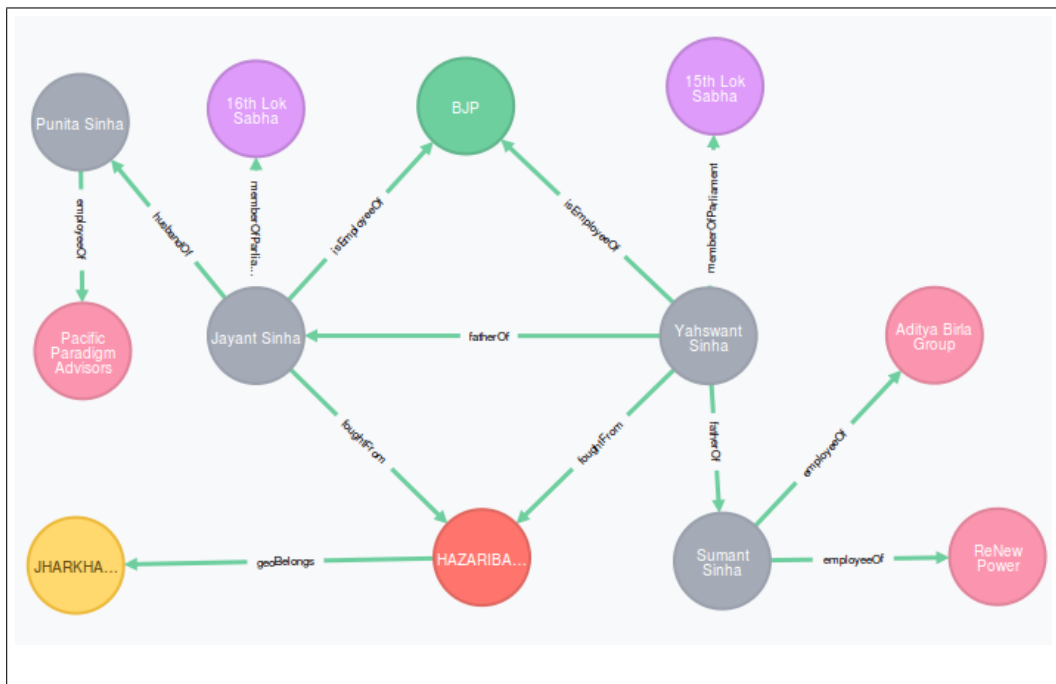 Punita Sinha
16th Lok
Sabha
BJP
15th Lok
Sabha
employeeOf
husbandOf
memberOfParlia...
isEmployeeOf
isEmployeeOf
memberOfParliament
Pacific
Paradigm
Advisors
Jayant Sinha
fatherOf
Yahswant
Sinha
Aditya Birla
Group
foughtFrom
foughtFrom
fatherOf
employeeOf
JHARKHA...
geoBelongs
HAZARIBA...
Sumant
Sinha
employeeOf
ReNew
Power